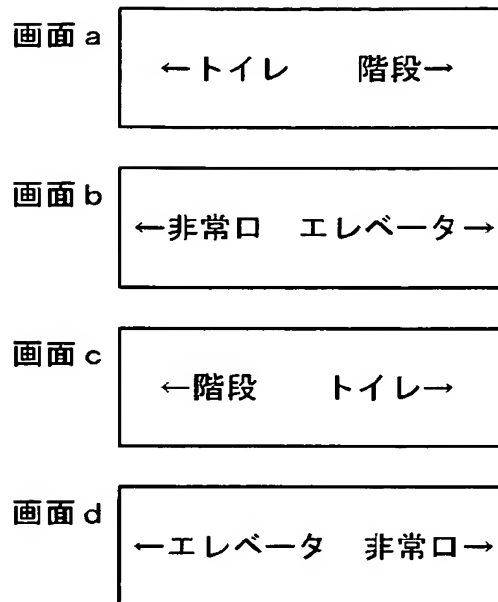 画面a
←トイレ 階段→
画面b
←非常口 エレベータ→
画面c
←階段 トイレ→
画面d
←エレベータ 非常口→